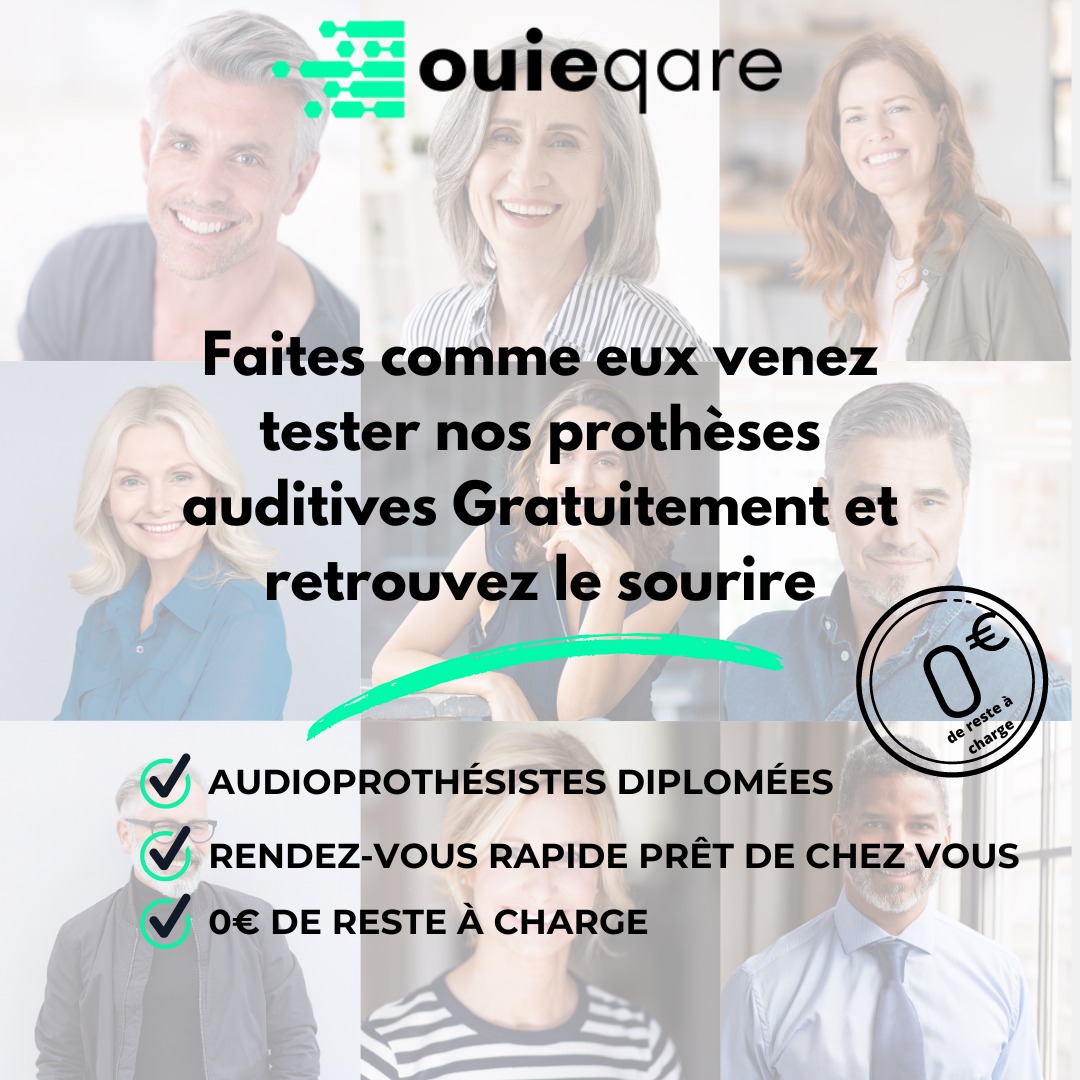 ouieqare
Faites comme eux venez
tester nos prothèses
auditives Gratuitement et
retrouvez le sourire
0€
de reste à
charge
AUDIOPROTHÉSISTES DIPLOMÉES
RENDEZ-VOUS RAPIDE PRÊT DE CHEZ VOUS
0€ DE RESTE À CHARGE